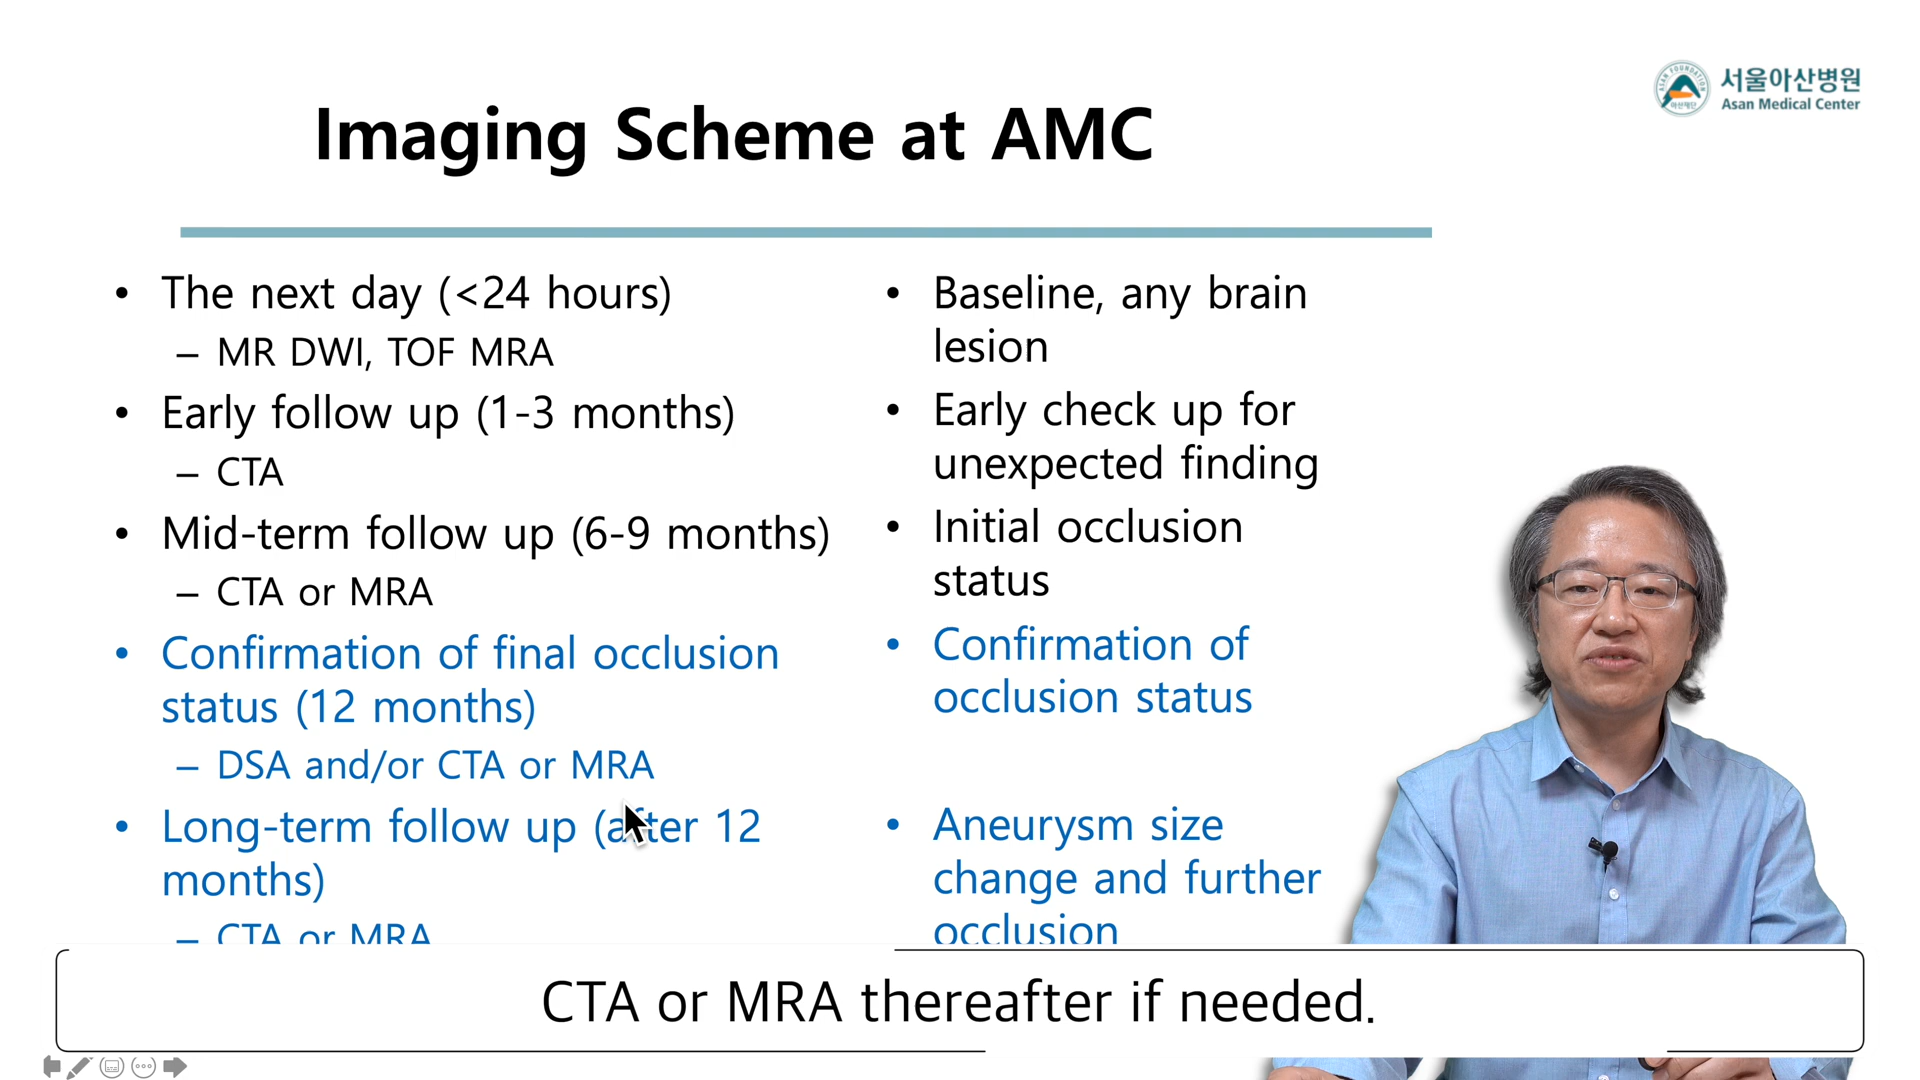 서울아산병원
Asan Medical Center
Imaging Scheme at AMC
• The next day (<24 hours)
– MR DWI, TOF MRA
• Early follow up (1-3 months)
– CTA
• Mid-term follow up (6-9 months)
– CTA or MRA
• Confirmation of final occlusion
status (12 months)
– DSA and/or CTA or MRA
• Long-term follow up (after 12
months)
– CTA or MRA
• Baseline, any brain
lesion
• Early check up for
unexpected finding
• Initial occlusion
status
• Confirmation of
occlusion status
• Aneurysm size
change and further
occlusion
CTA or MRA thereafter if needed.